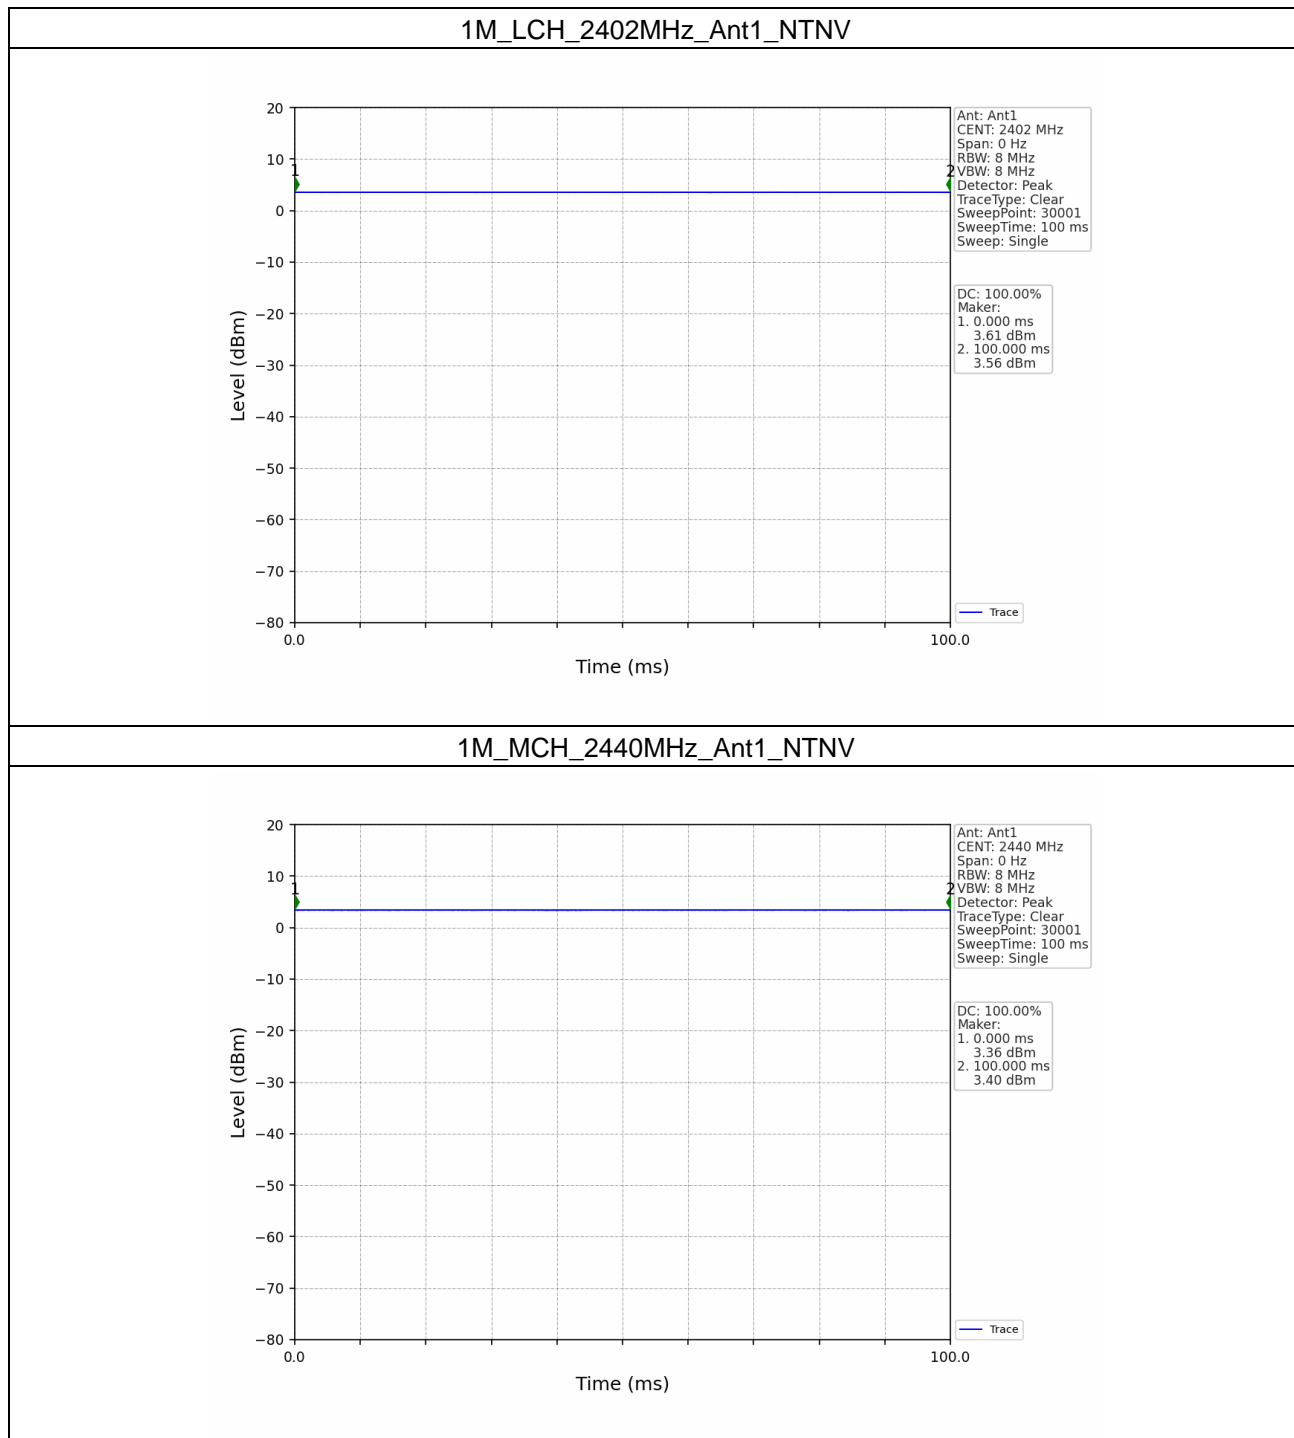 1M_LCH_2402MHz_Ant1_NTNV
20
10
0
−10
−20
−30
−40
−50
−60
−70
−80
Level (dBm)
1
2
0.0
100.0
Time (ms)
Ant: Ant1
CENT: 2402 MHz
Span: 0 Hz
RBW: 8 MHz
VBW: 8 MHz
Detector: Peak
TraceType: Clear
SweepPoint: 30001
SweepTime: 100 ms
Sweep: Single
DC: 100.00%
Maker:
1. 0.000 ms
3.61 dBm
2. 100.000 ms
3.56 dBm
Trace
1M_MCH_2440MHz_Ant1_NTNV
20
10
0
−10
−20
−30
−40
−50
−60
−70
−80
Level (dBm)
1
2
0.0
100.0
Time (ms)
Ant: Ant1
CENT: 2440 MHz
Span: 0 Hz
RBW: 8 MHz
VBW: 8 MHz
Detector: Peak
TraceType: Clear
SweepPoint: 30001
SweepTime: 100 ms
Sweep: Single
DC: 100.00%
Maker:
1. 0.000 ms
3.36 dBm
2. 100.000 ms
3.40 dBm
Trace